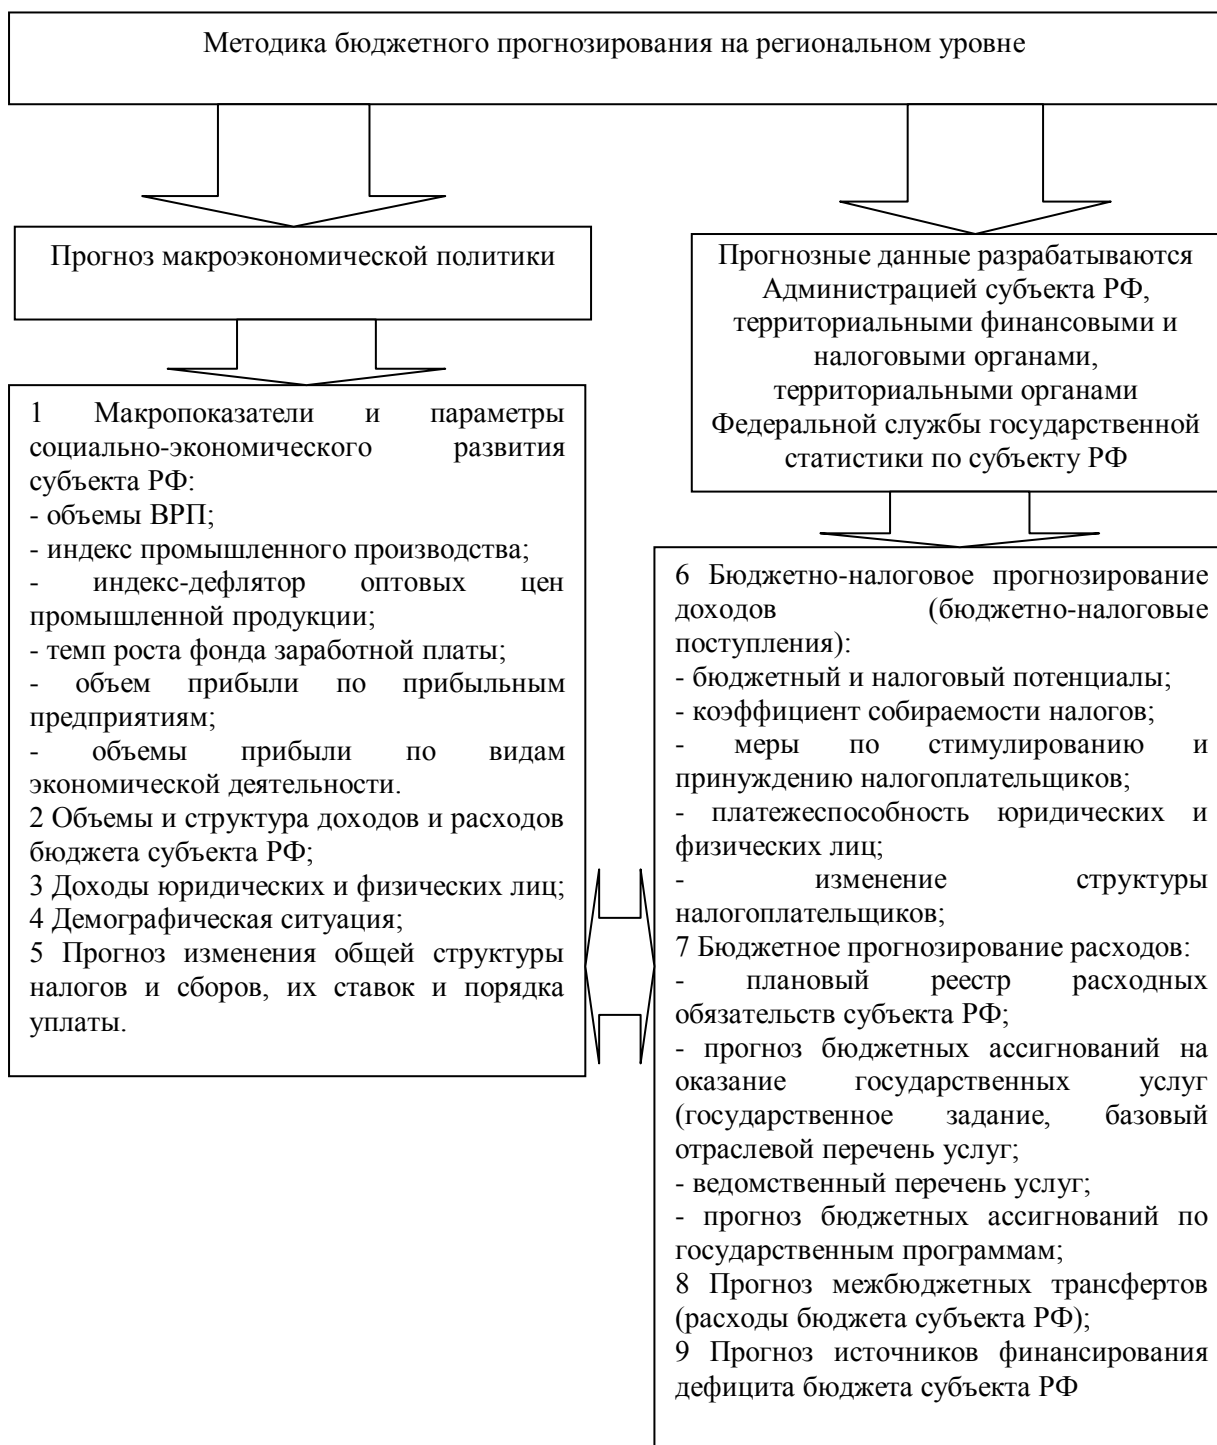 Методика бюджетного прогнозирования на региональном уровне
Прогноз макроэкономической политики
1 Макропоказатели и параметры
социально-экономического развития
субъекта РФ:
- объемы ВРП;
- индекс промышленного производства;
- индекс-дефлятор оптовых цен
промышленной продукции;
- темп роста фонда заработной платы;
- объем прибыли по прибыльным
предприятиям;
- объемы прибыли по видам
экономической деятельности.
2 Объемы и структура доходов и расходов
бюджета субъекта РФ;
3 Доходы юридических и физических лиц;
4 Демографическая ситуация;
5 Прогноз изменения общей структуры
налогов и сборов, их ставок и порядка
уплаты.
Прогнозные данные разрабатываются
Администрацией субъекта РФ,
территориальными финансовыми и
налоговыми органами,
территориальными органами
Федеральной службы государственной
статистики по субъекту РФ
6 Бюджетно-налоговое прогнозирование
доходов (бюджетно-налоговые
поступления):
- бюджетный и налоговый потенциалы;
- коэффициент собираемости налогов;
- меры по стимулированию и
принуждению налогоплательщиков;
- платежеспособность юридических и
физических лиц;
- изменение структуры
налогоплательщиков;
7 Бюджетное прогнозирование расходов:
- плановый реестр расходных
обязательств субъекта РФ;
- прогноз бюджетных ассигнований на
оказание государственных услуг
(государственное задание, базовый
отраслевой перечень услуг;
- ведомственный перечень услуг;
- прогноз бюджетных ассигнований по
государственным программам;
8 Прогноз межбюджетных трансфертов
(расходы бюджета субъекта РФ);
9 Прогноз источников финансирования
дефицита бюджета субъекта РФ